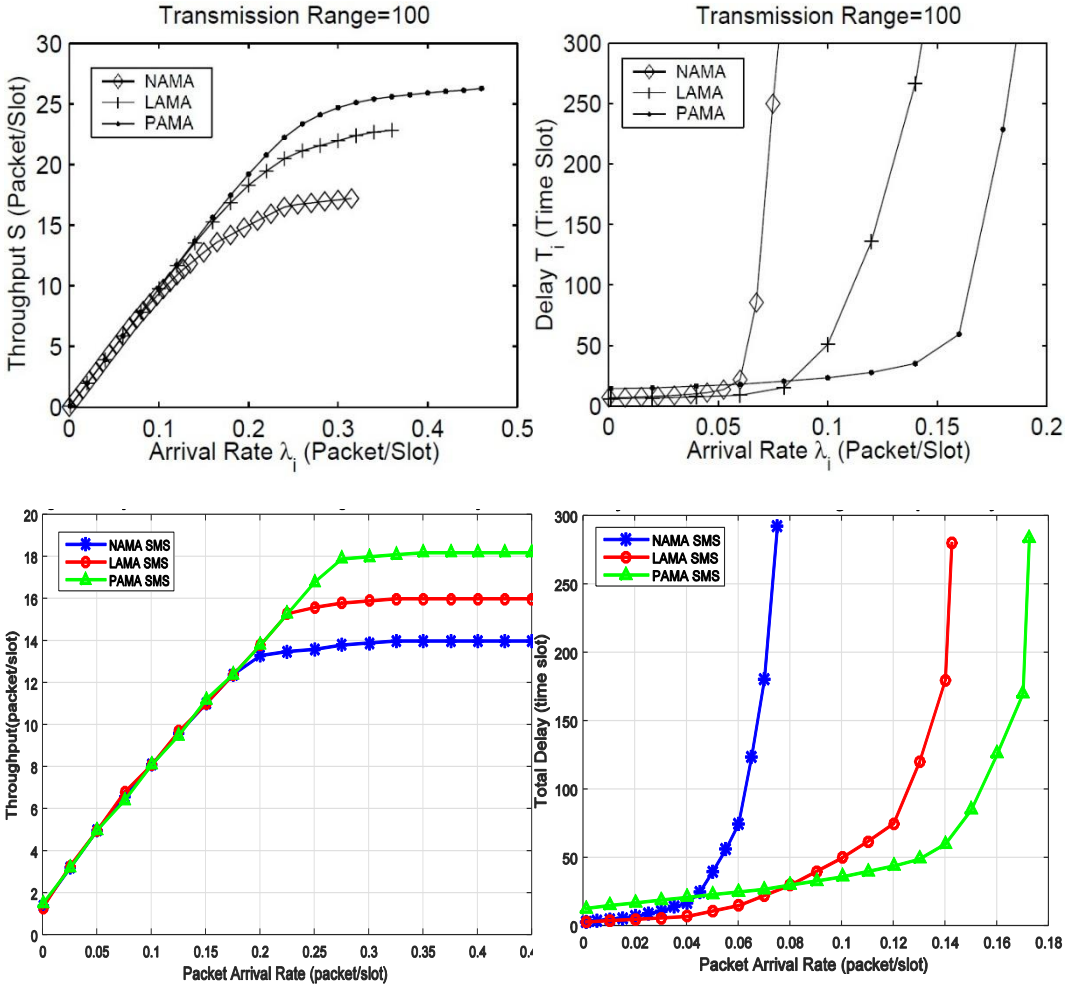 Transmission Range=100
30
25
20
15
10
5
0
0
0.1
0.2
0.3
0.4
0.5
NAMA
LAMA
PAMA
Throughput S (Packet/Slot)
Arrival Rate λi (Packet/Slot)
Transmission Range=100
300
250
200
150
100
50
0
0
0.05
0.1
0.15
0.2
NAMA
LAMA
PAMA
Delay Ti (Time Slot)
Arrival Rate λi (Packet/Slot)
20
18
16
14
12
10
8
6
4
2
0
0
0.05
0.1
0.15
0.2
0.25
0.3
0.35
0.4
0.45
NAMA SMS
LAMA SMS
PAMA SMS
Throughput(packet/slot)
Packet Arrival Rate (packet/slot)
300
250
200
150
100
50
0
0
0.02
0.04
0.06
0.08
0.1
0.12
0.14
0.16
0.18
NAMA SMS
LAMA SMS
PAMA SMS
Total Delay (time slot)
Packet Arrival Rate (packet/slot)